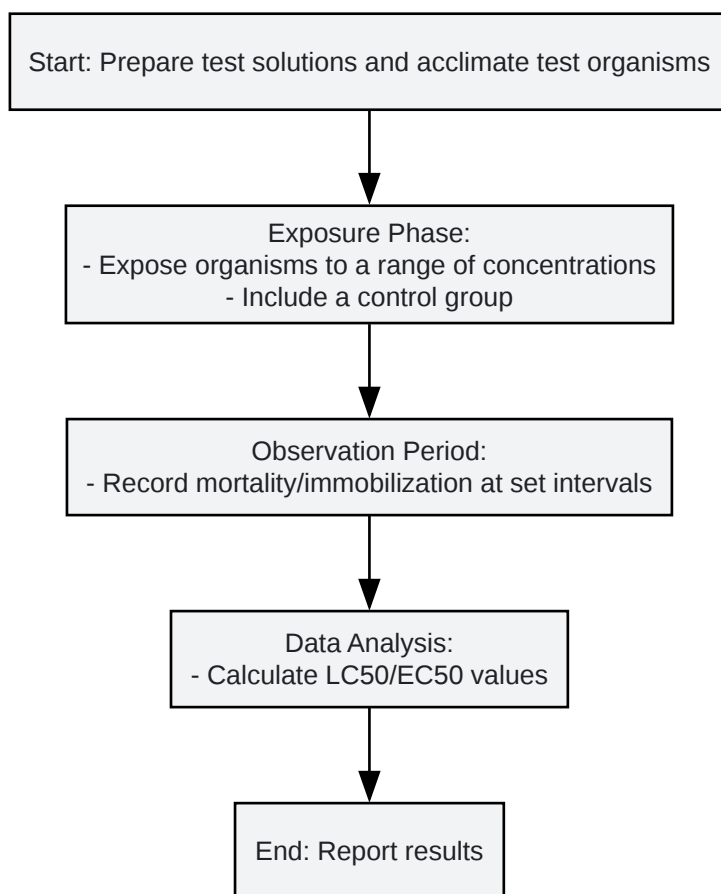 Start: Prepare test solutions and acclimate test organisms
Exposure Phase:
- Expose organisms to a range of concentrations
- Include a control group
Observation Period:
- Record mortality/immobilization at set intervals
Data Analysis:
- Calculate LC50/EC50 values
End: Report results